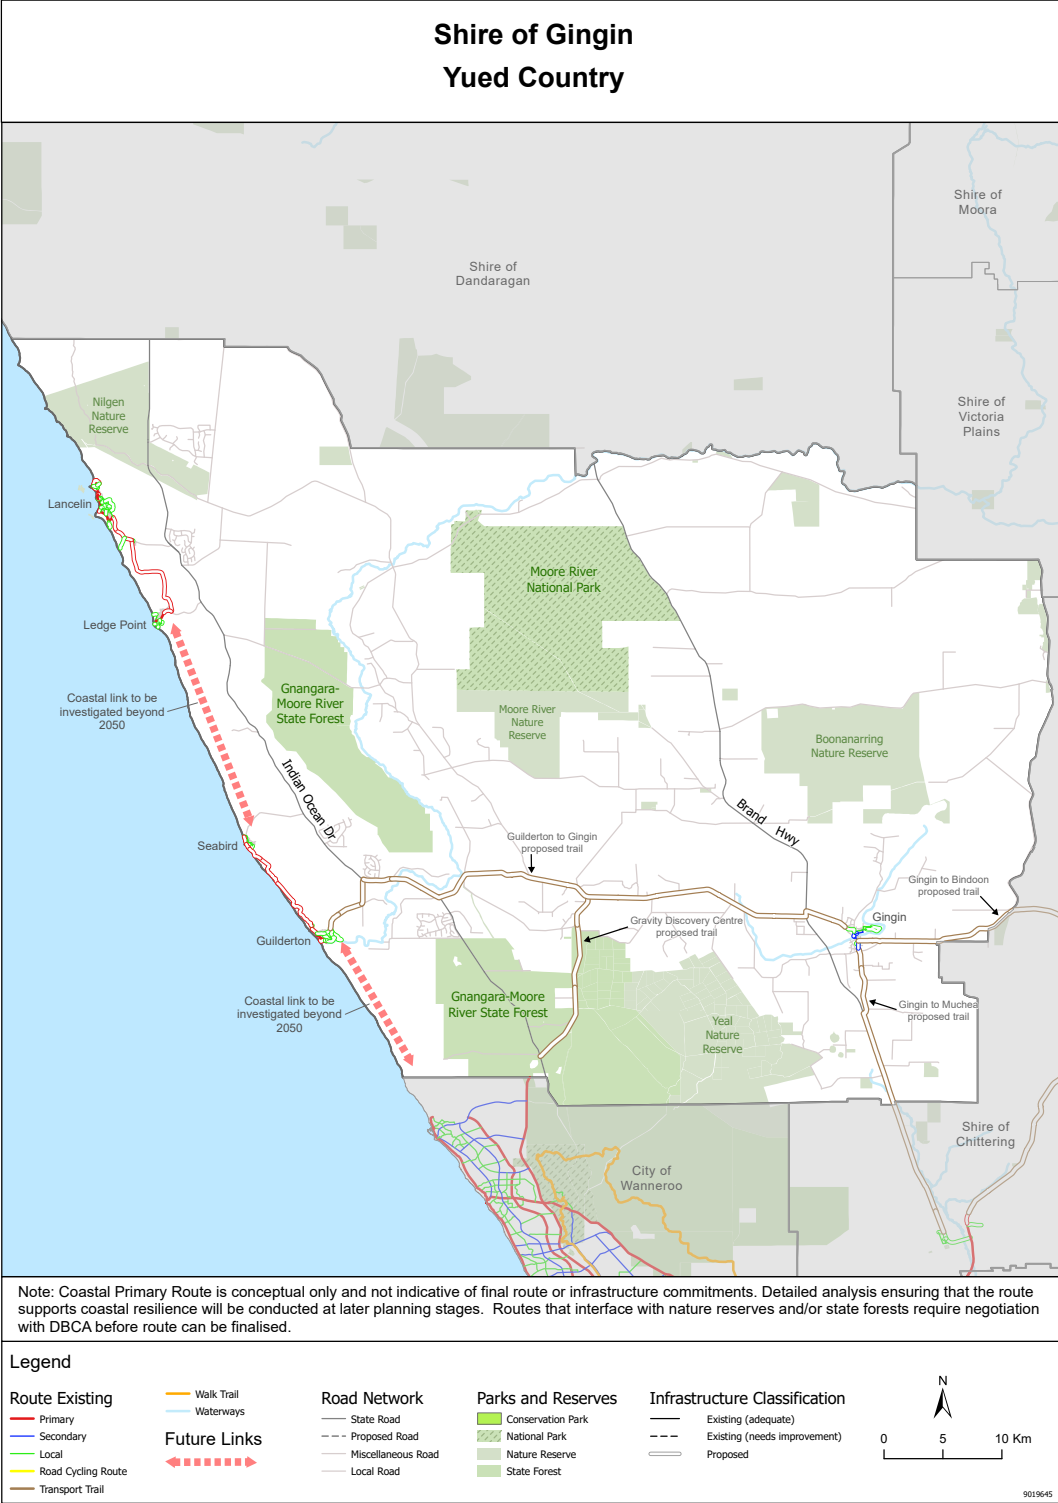 Shire of Gingin
Yued Country
Shire of
Moora
Shire of
Dandaragan
Shire of
Victoria
Plains
Nilgen
Nature
Reserve
Lancelin
Moore River
National Park
Ledge Point
Gnangara-
Moore River
State Forest
Coastal link to be
investigated beyond
2050
Moore River
Nature
Reserve
Boonanarring
Nature Reserve
Indian Ocean Dr
Brand Hwy
Seabird
Guilderton to Gingin
proposed trail
Gingin to Bindoon
proposed trail
Gingin
Gravity Discovery Centre
proposed trail
Guilderton
Coastal link to be
investigated beyond
2050
Gnangara-Moore
River State Forest
Yeal
Nature
Reserve
Gingin to Muchea
proposed trail
Shire of
Chittering
City of
Wanneroo
Note: Coastal Primary Route is conceptual only and not indicative of final route or infrastructure commitments. Detailed analysis ensuring that the route
supports coastal resilience will be conducted at later planning stages. Routes that interface with nature reserves and/or state forests require negotiation
with DBCA before route can be finalised.
Legend
Route Existing
Primary
Secondary
Local
Road Cycling Route
Transport Trail
Walk Trail
Waterways
Future Links
Road Network
State Road
Proposed Road
Miscellaneous Road
Local Road
Parks and Reserves
Conservation Park
National Park
Nature Reserve
State Forest
Infrastructure Classification
Existing (adequate)
Existing (needs improvement)
Proposed
N
0 5 10 Km
9019645